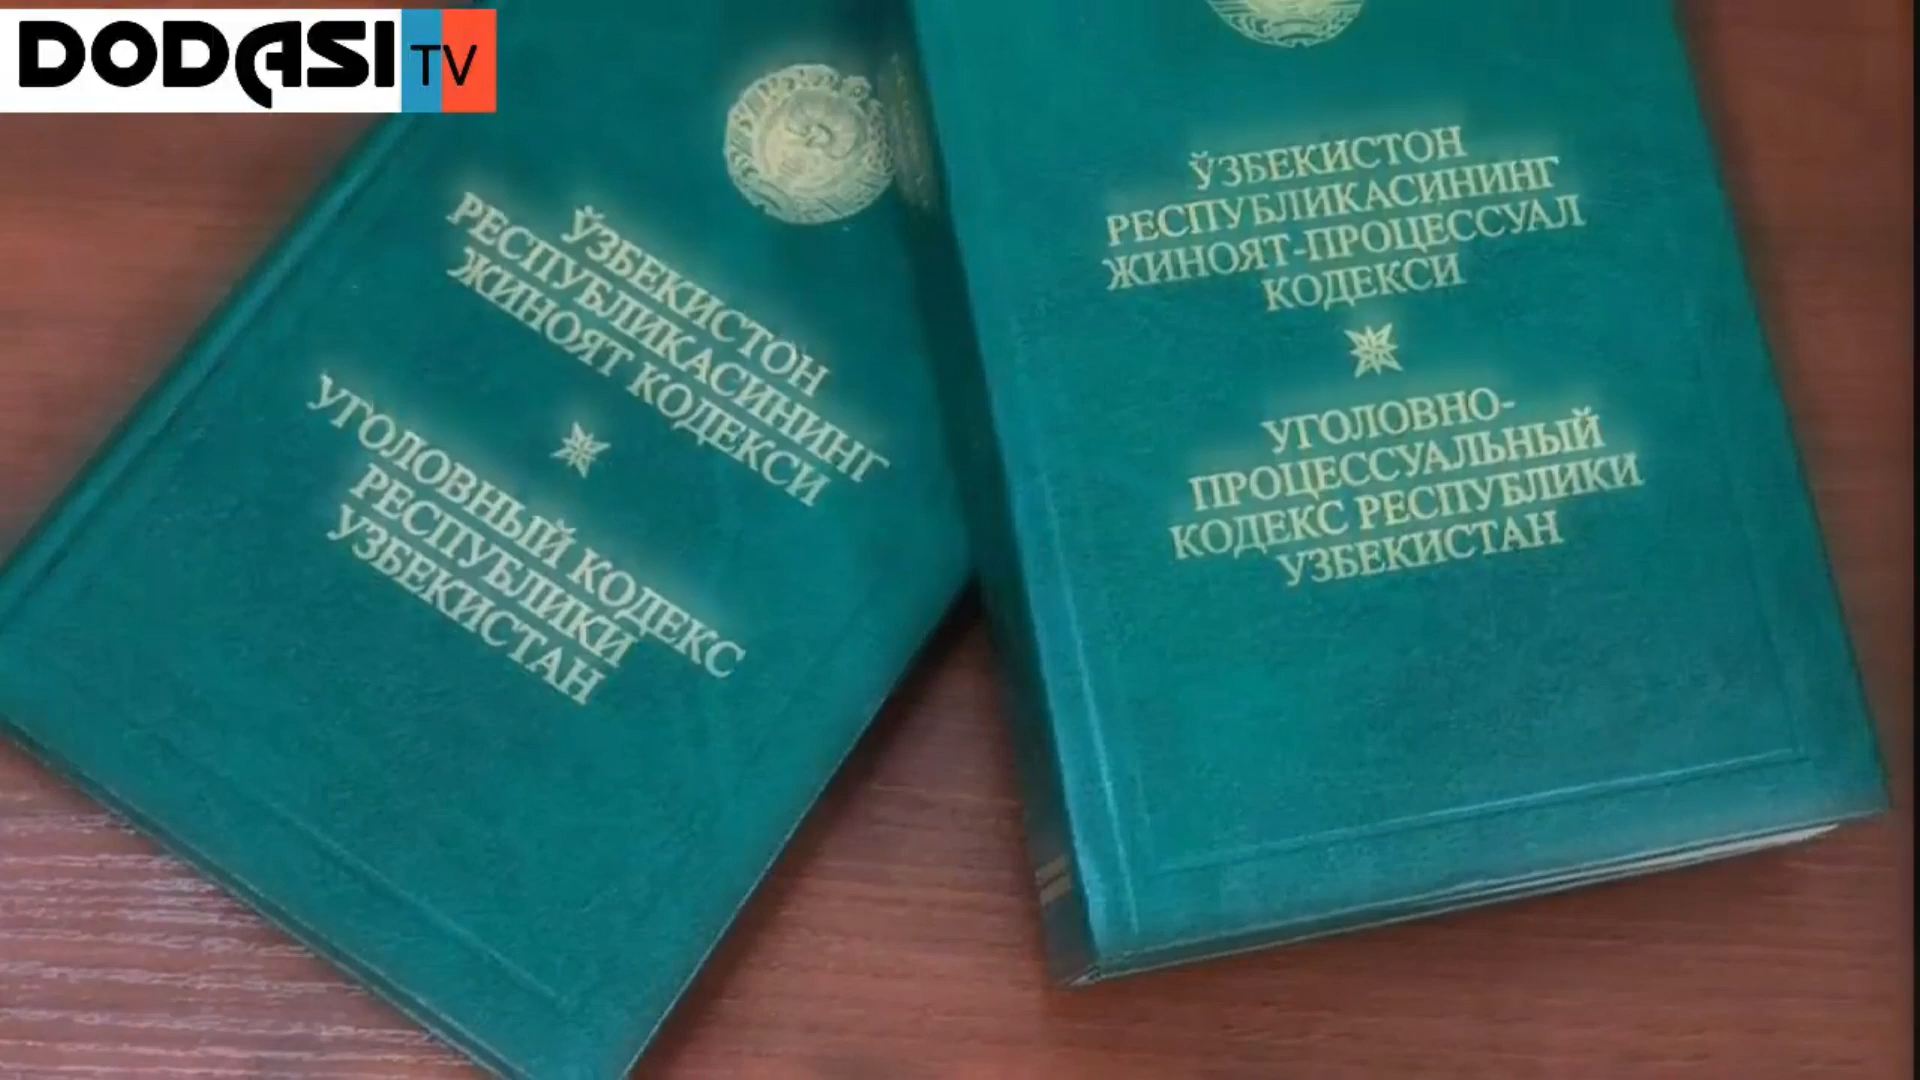 DODASI TV
ЎЗБЕКИСТОН
РЕСПУБЛИКАСИНИНГ
ЖИНОЯТ КОДЕКСИ
УГОЛОВНЫЙ КОДЕКС
РЕСПУБЛИКИ
УЗБЕКИСТАН
ЎЗБЕКИСТОН
РЕСПУБЛИКАСИНИНГ
ЖИНОЯТ-ПРОЦЕССУАЛ
КОДЕКСИ
УГОЛОВНО-
ПРОЦЕССУАЛЬНЫЙ
КОДЕКС РЕСПУБЛИКИ
УЗБЕКИСТАН